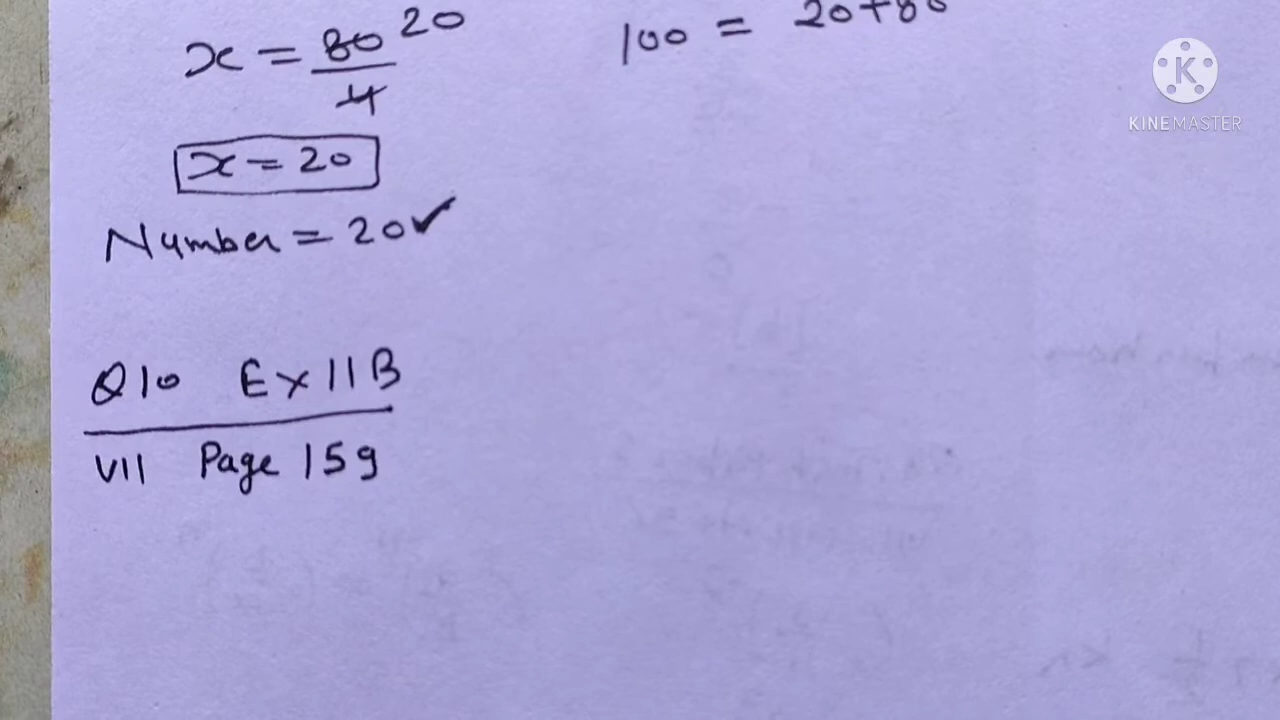 x = 80 20
4
100 = 20+80
x = 20
Number = 20✓
Q10 Ex 11B
VII Page 159
K
KINEMASTER